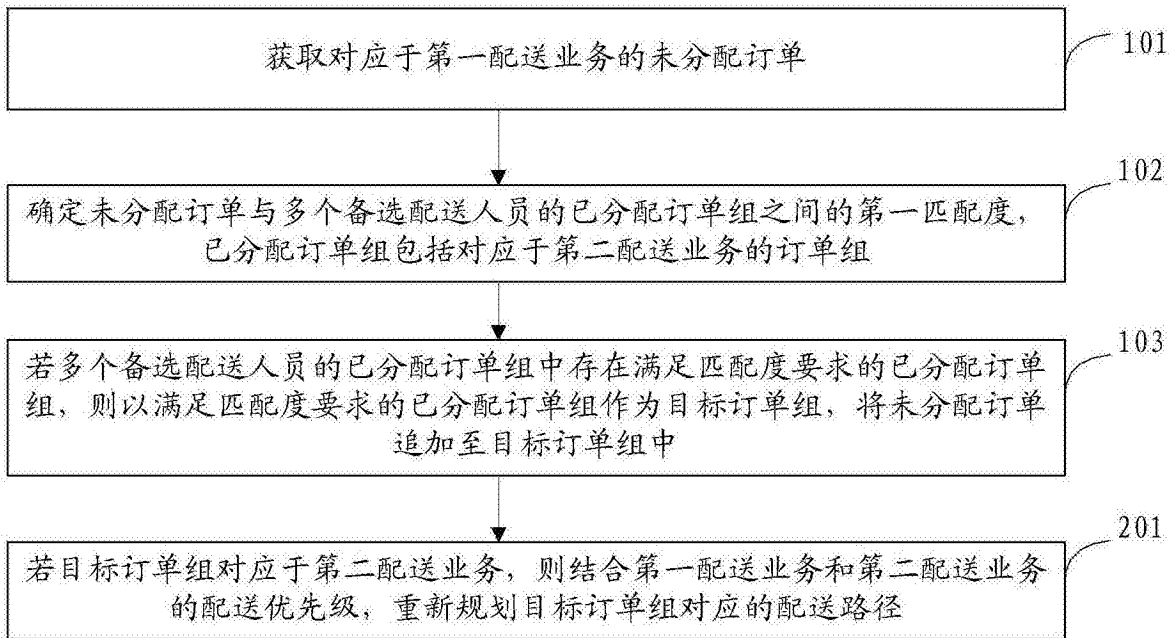 获取对应于第一配送业务的未分配订单
101
102
确定未分配订单与多个备选配送人员的已分配订单组之间的第一匹配度，
已分配订单组包括对应于第二配送业务的订单组
103
若多个备选配送人员的已分配订单组中存在满足匹配度要求的已分配订单
组，则以满足匹配度要求的已分配订单组作为目标订单组，将未分配订单
追加至目标订单组中
201
若目标订单组对应于第二配送业务，则结合第一配送业务和第二配送业务
的配送优先级，重新规划目标订单组对应的配送路径